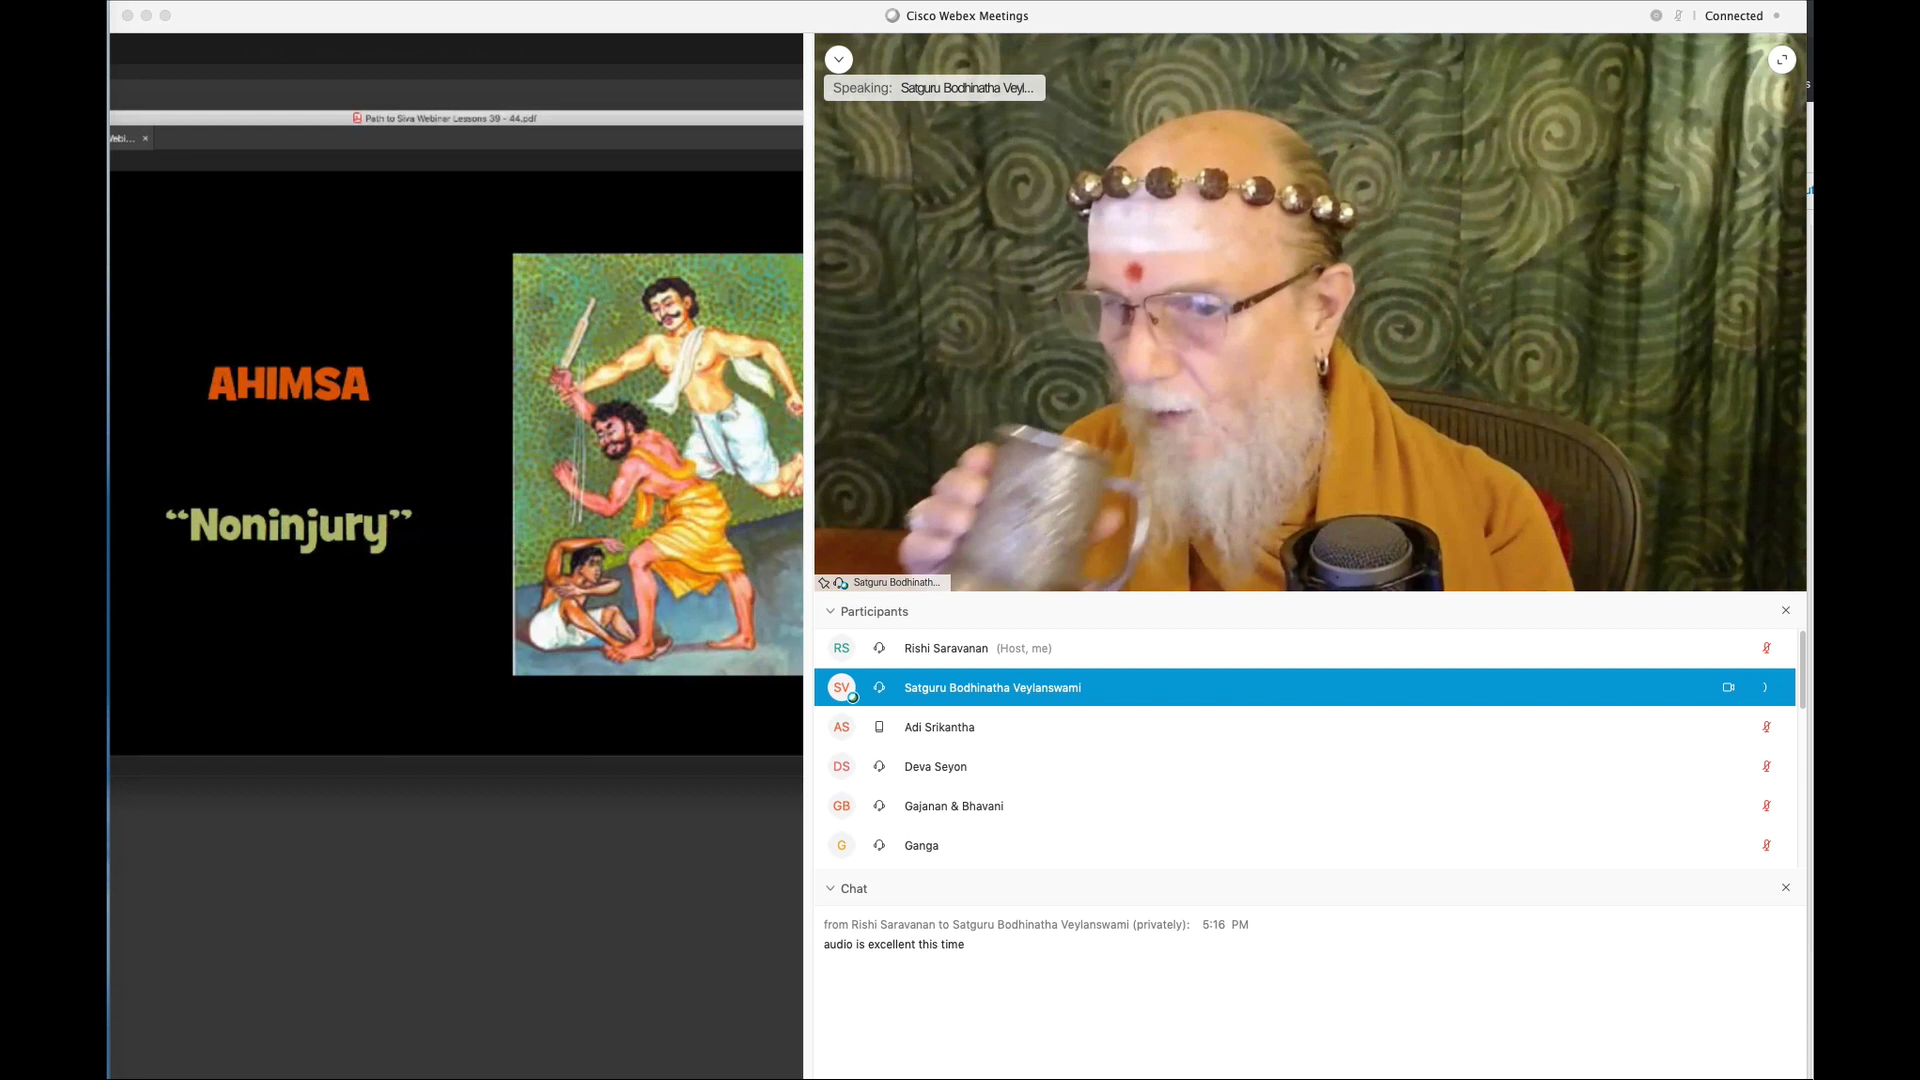 Cisco Webex Meetings
Connected
Speaking: Satguru Bodhinatha Veyl...
Path to Siva Webinar Lessons 39 - 44.pdf
Webi...
AHIMSA
“Noninjury”
Satguru Bodhinath...
Participants
RS Rishi Saravanan (Host, me)
SV Satguru Bodhinatha Veylanswami
AS Adi Srikantha
DS Deva Seyon
GB Gajanan & Bhavani
G Ganga
Chat
from Rishi Saravanan to Satguru Bodhinatha Veylanswami (privately): 5:16 PM
audio is excellent this time